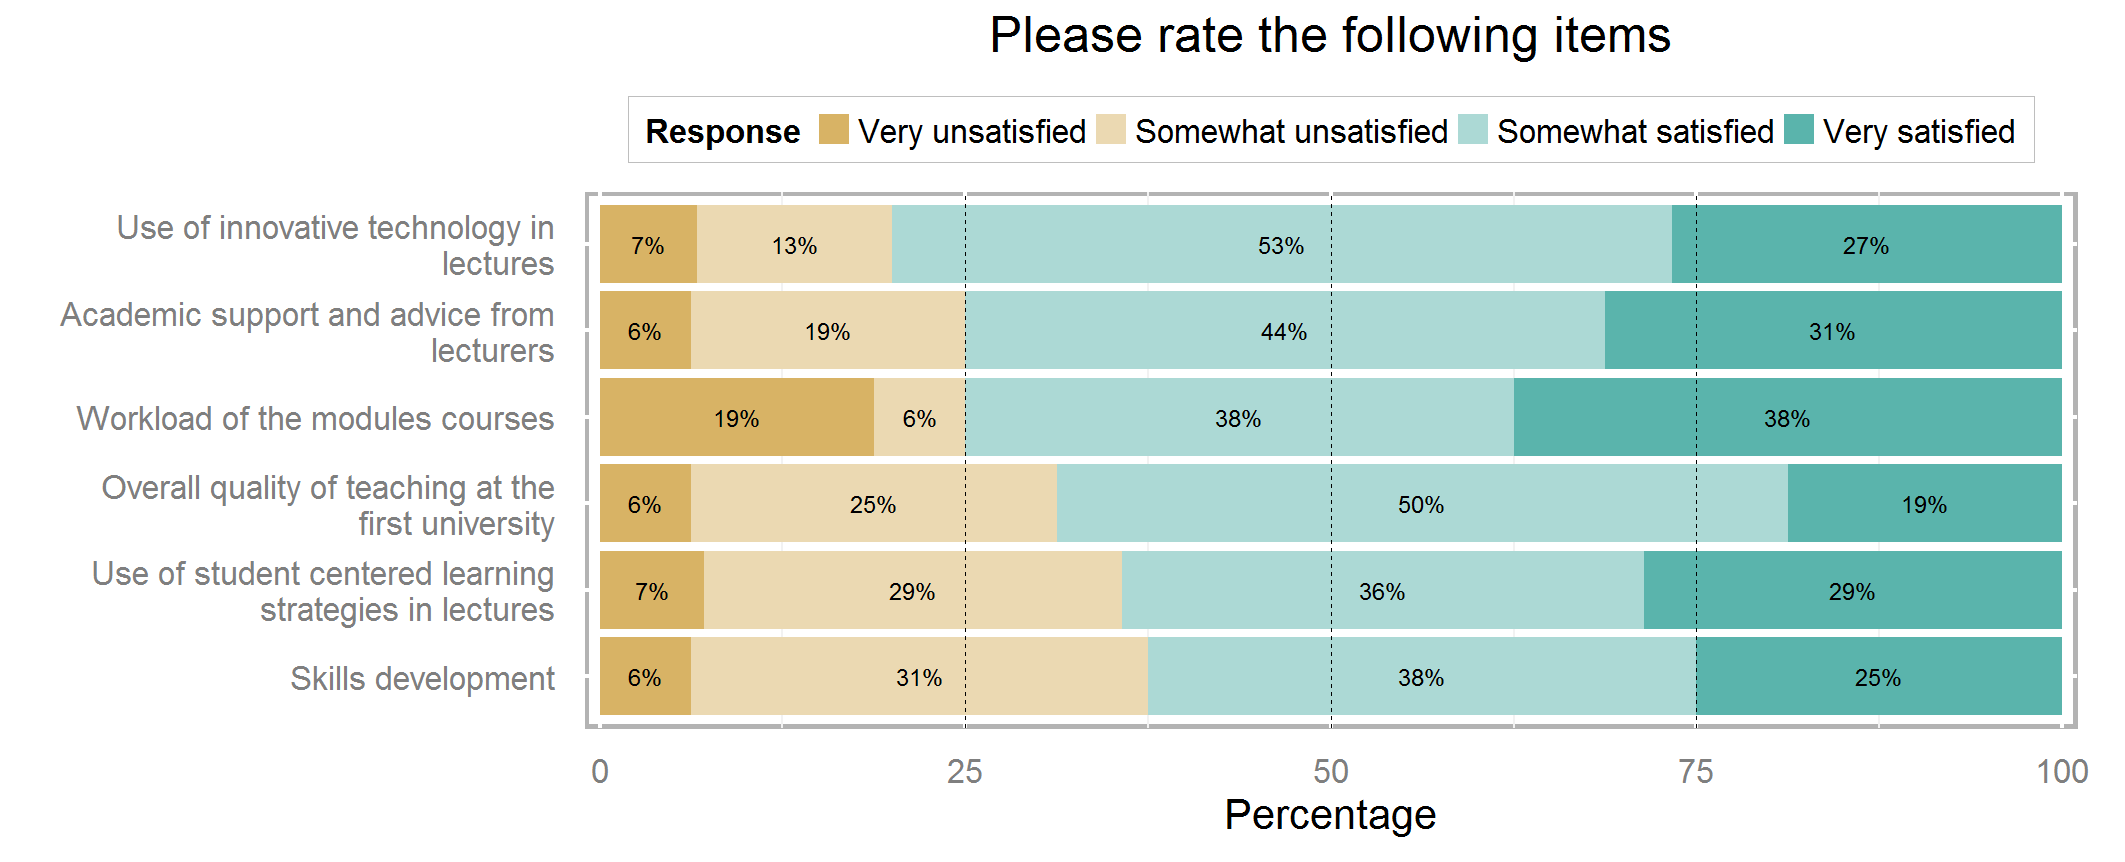 Please rate the following items
Response Very unsatisfied Somewhat unsatisfied Somewhat satisfied Very satisfied
Use of innovative technology in
lectures
7% 13% 53% 27%
Academic support and advice from
lecturers
6% 19% 44% 31%
Workload of the modules courses
19% 6% 38% 38%
Overall quality of teaching at the
first university
6% 25% 50% 19%
Use of student centered learning
strategies in lectures
7% 29% 36% 29%
Skills development
6% 31% 38% 25%
0 25 50 75 100
Percentage